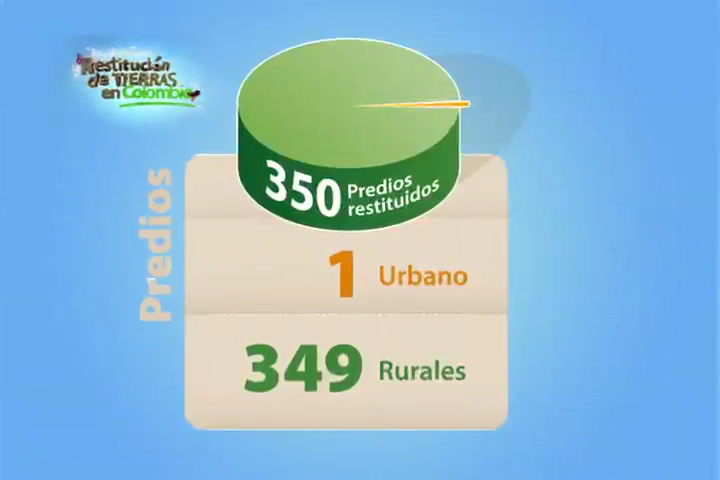 Restitución
de TIERRAS
en Colombia
350 Predios
restituidos
Predios
1 Urbano
349 Rurales